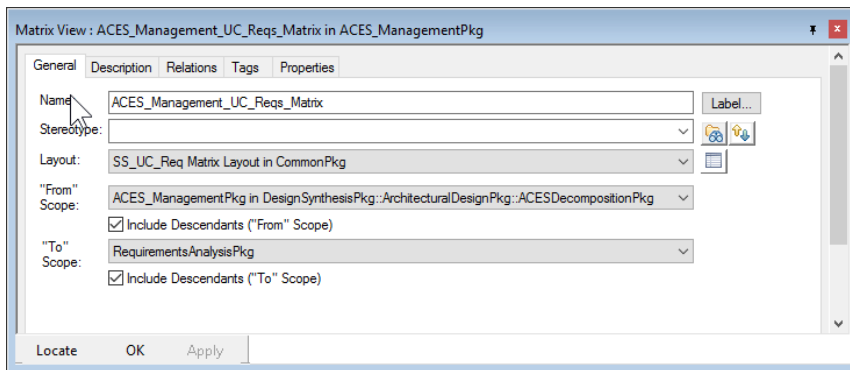 Matrix View : ACES_Management_UC_Reqs_Matrix in ACES_ManagementPkg
General Description Relations Tags Properties
Name: ACES_Management_UC_Reqs_Matrix Label...
Stereotype:
Layout: SS_UC_Req Matrix Layout in CommonPkg
"From" Scope: ACES_ManagementPkg in DesignSynthesisPkg::ArchitecturalDesignPkg::ACESDecompositionPkg
Include Descendants ("From" Scope)
"To" Scope: RequirementsAnalysisPkg
Include Descendants ("To" Scope)
Locate OK Apply